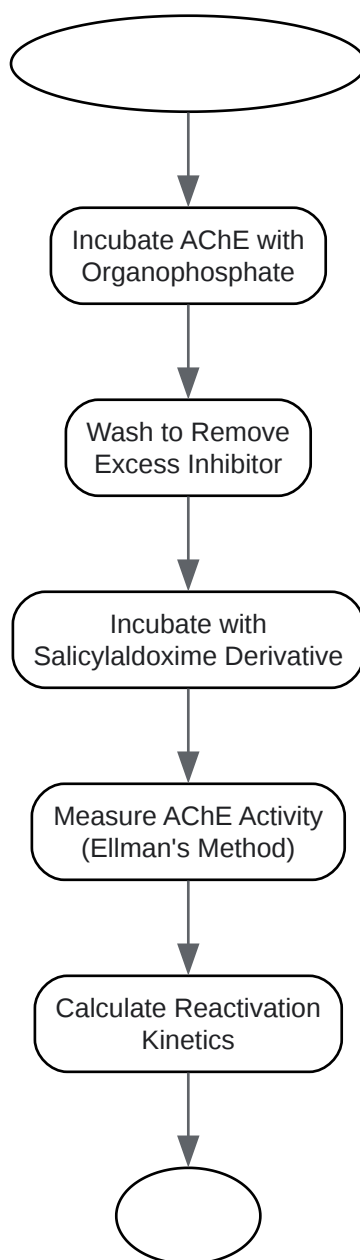 Incubate AChE with
Organophosphate
Wash to Remove
Excess Inhibitor
Incubate with
Salicylaldoxime Derivative
Measure AChE Activity
(Ellman's Method)
Calculate Reactivation
Kinetics